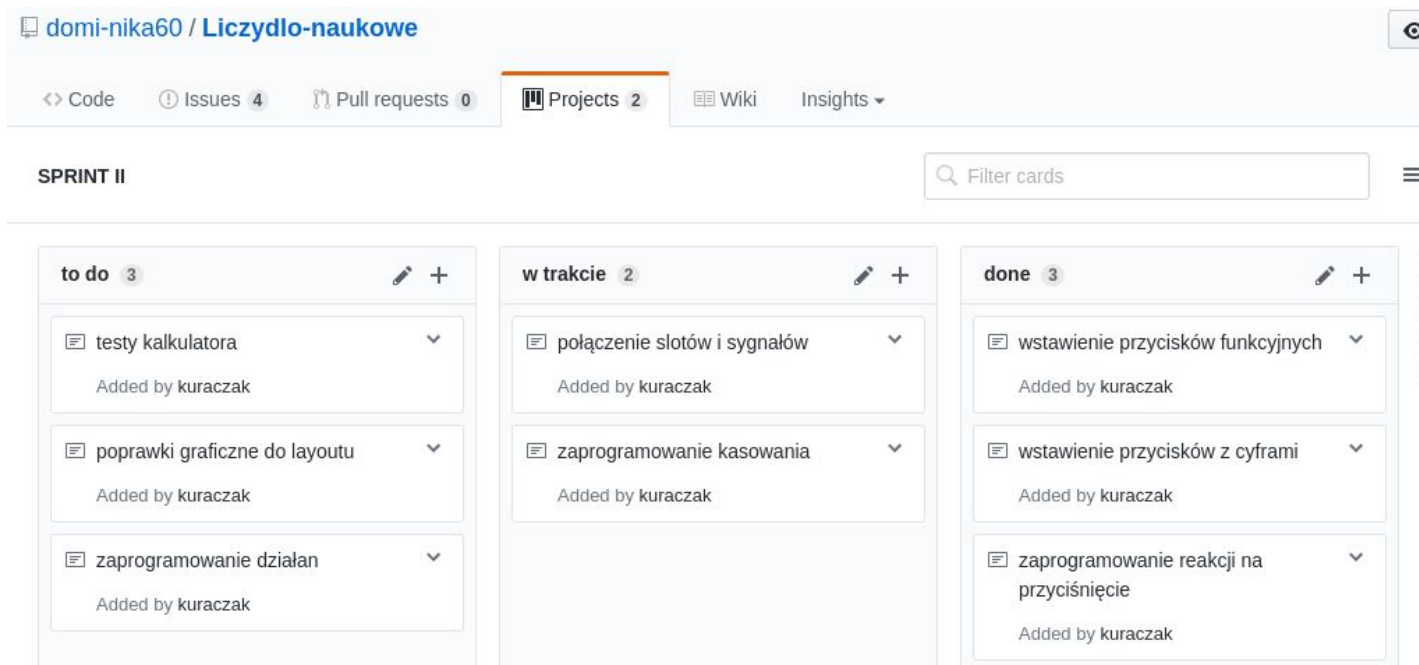 domi-nika60 / Liczydlo-naukowe
Code Issues 4 Pull requests 0 Projects 2 Wiki Insights
SPRINT II
Filter cards
to do 3
testy kalkulatora
Added by kuraczak
poprawki graficzne do layoutu
Added by kuraczak
zaprogramowanie działan
Added by kuraczak
w trakcie 2
połączenie slotów i sygnałów
Added by kuraczak
zaprogramowanie kasowania
Added by kuraczak
done 3
wstawienie przycisków funkcyjnych
Added by kuraczak
wstawienie przycisków z cyframi
Added by kuraczak
zaprogramowanie reakcji na
przyciśnięcie
Added by kuraczak